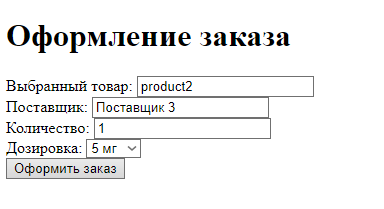 Оформление заказа
Выбранный товар: product2
Поставщик: Поставщик 3
Количество: 1
Дозировка: 5 мг
Оформить заказ